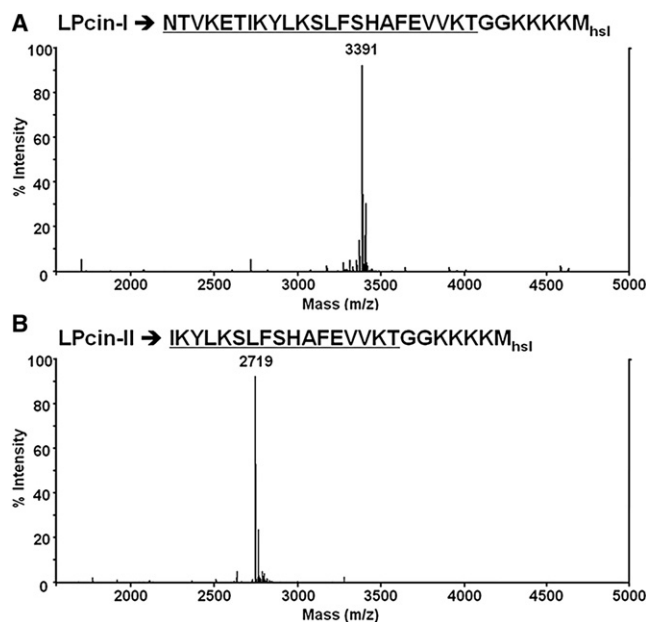 A LPcin-I ➔ NTVKETIKYLKSLFSHAFEVVKTGGKKKKMhsl
3391
100
80
60
40
20
0
% Intensity
2000 2500 3000 3500 4000 4500 5000
Mass (m/z)
B LPcin-II ➔ IKYLKSLFSHAFEVVKTGGKKKKMhsl
2719
100
80
60
40
20
0
% Intensity
2000 2500 3000 3500 4000 4500 5000
Mass (m/z)